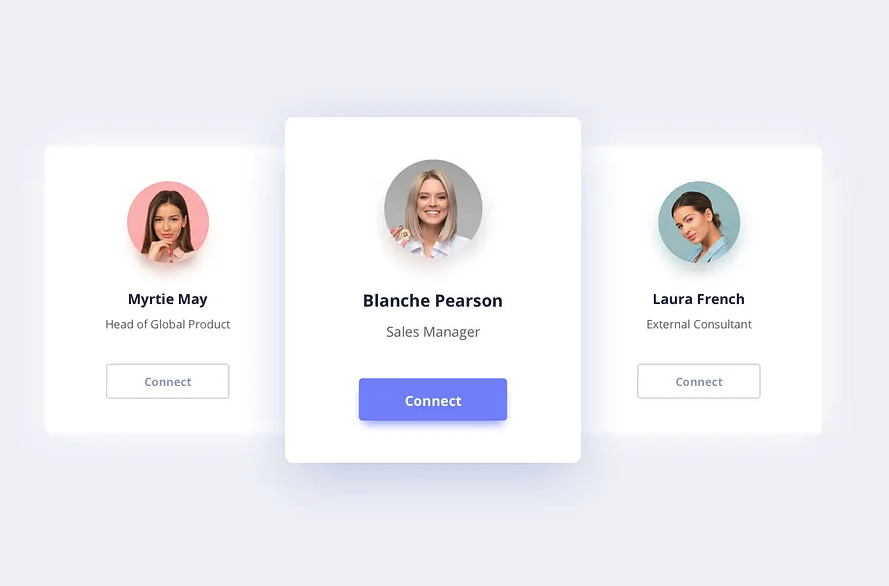 Myrtie May
Head of Global Product
Connect
Blanche Pearson
Sales Manager
Connect
Laura French
External Consultant
Connect